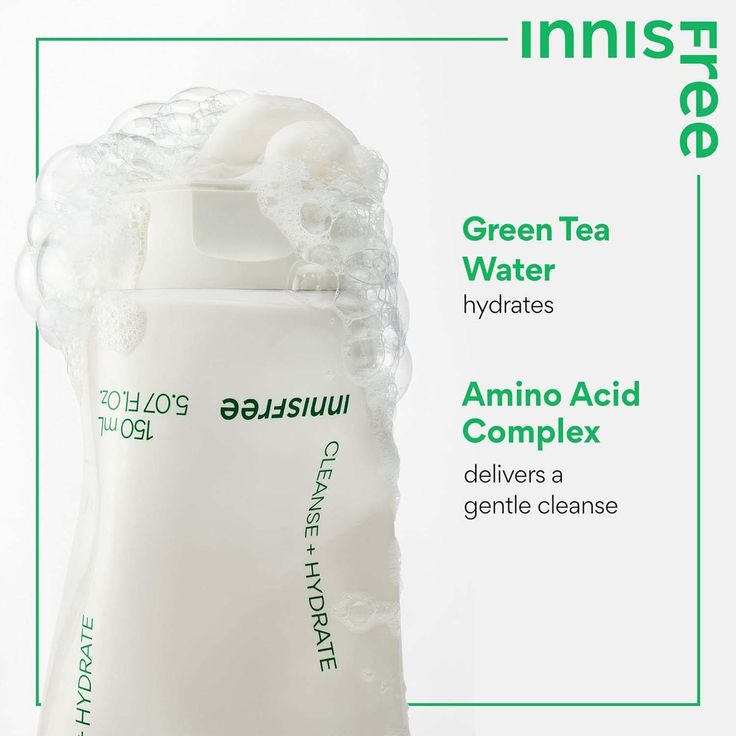 INNISFREE
Green Tea
Water
hydrates
Amino Acid
Complex
delivers a
gentle cleanse
150 mL
5.07 Fl. Oz.
INNISFREE
CLEANSE + HYDRATE
+ HYDRATE